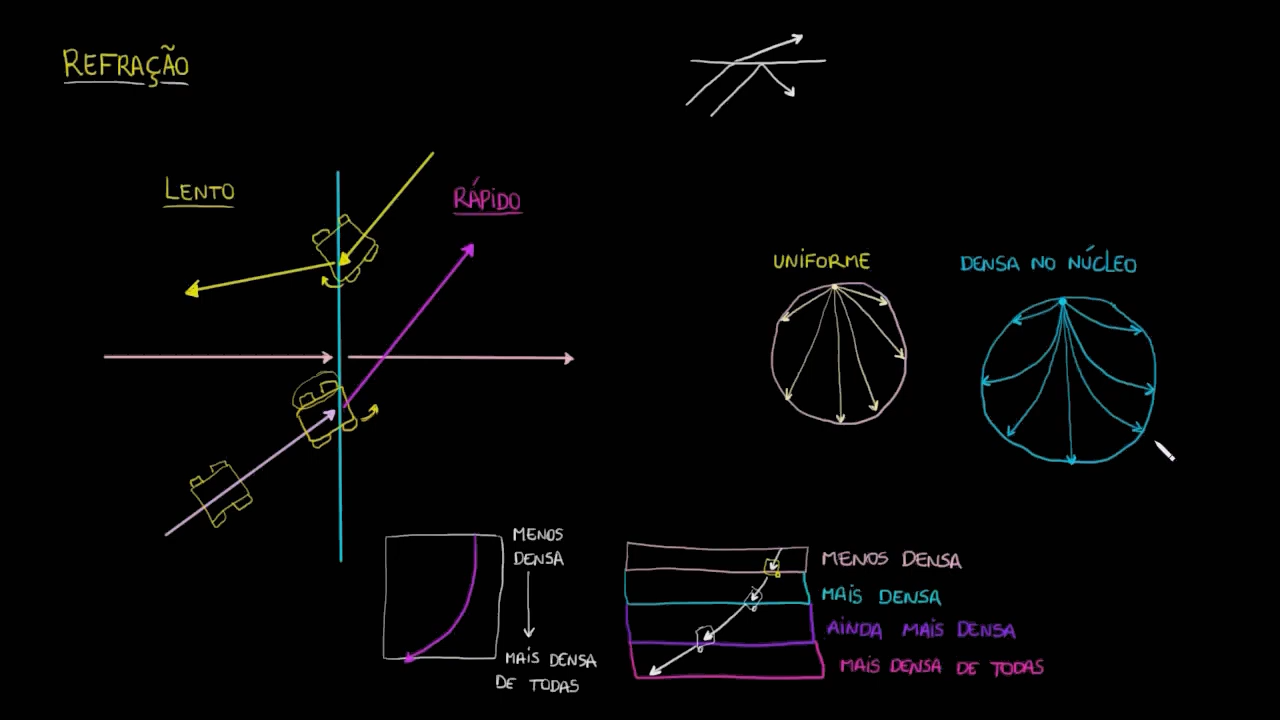 REFRAÇÃO
LENTO
RÁPIDO
UNIFORME
DENSA NO NÚCLEO
MENOS
DENSA
MAIS DENSA
DE TODAS
MENOS DENSA
MAIS DENSA
AINDA MAIS DENSA
MAIS DENSA DE TODAS